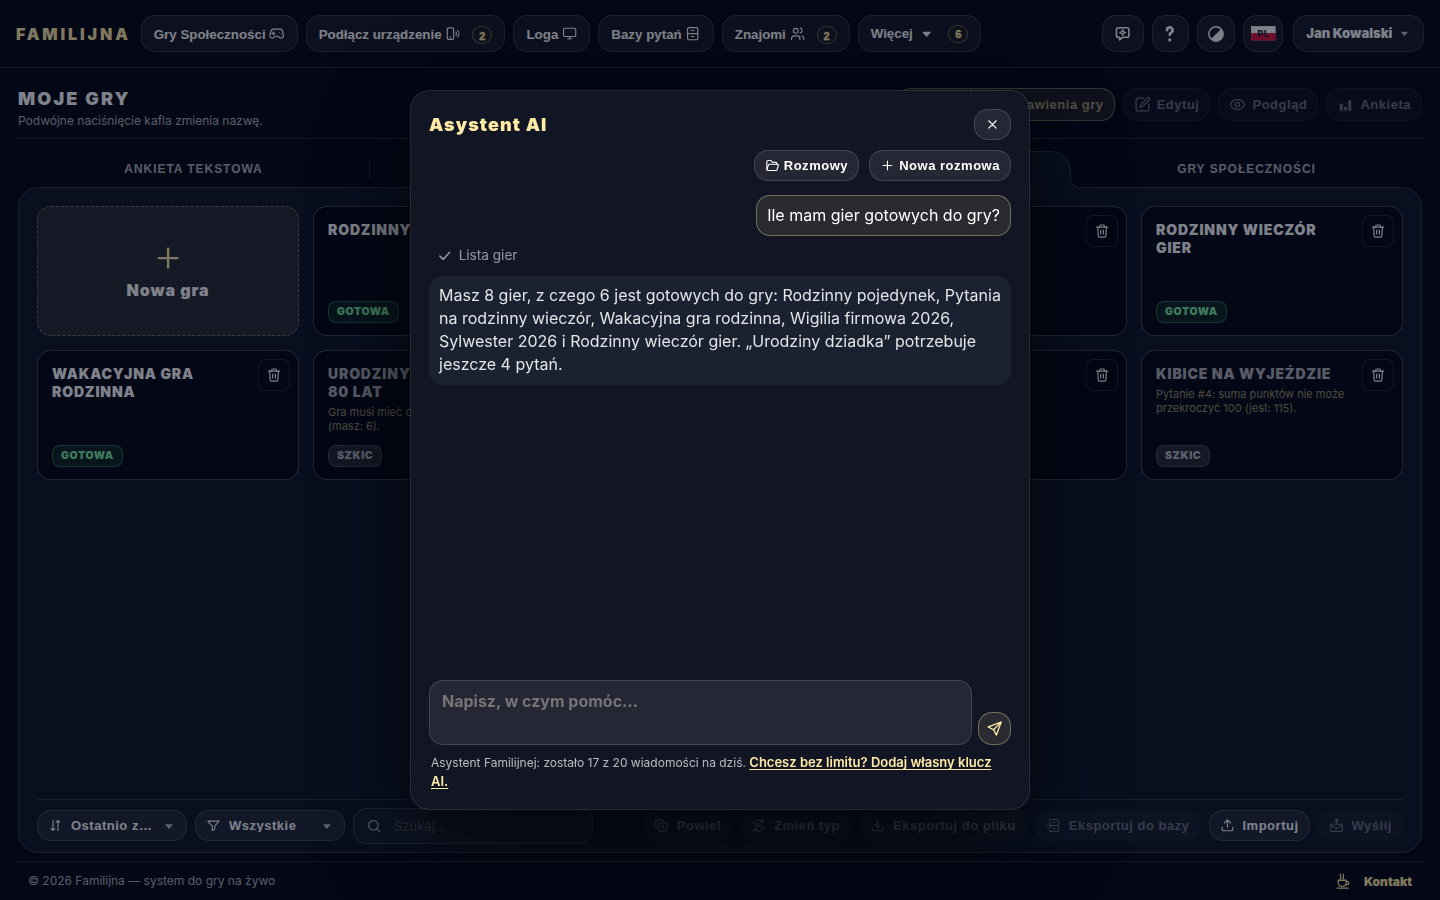 FAMILIJNA
Gry Społeczności
Podłącz urządzenie 2
Loga
Bazy pytań
Znajomi 2
Więcej 6
PL
Jan Kowalski
MOJE GRY
Podwójne naciśnięcie kafla zmienia nazwę.
Edytuj
Podgląd
Ankieta
ANKIETA TEKSTOWA
GRY SPOŁECZNOŚCI
Asystent AI
Rozmowy
Nowa rozmowa
Ile mam gier gotowych do gry?
Lista gier
Masz 8 gier, z czego 6 jest gotowych do gry: Rodzinny pojedynek, Pytania
na rodzinny wieczór, Wakacyjna gra rodzinna, Wigilia firmowa 2026,
Sylwester 2026 i Rodzinny wieczór gier. „Urodziny dziadka” potrzebuje
jeszcze 4 pytań.
Napisz, w czym pomóc...
Asystent Familijnej: zostało 17 z 20 wiadomości na dziś. Chcesz bez limitu? Dodaj własny klucz
AI.
Nowa gra
RODZINNY
GOTOWA
RODZINNY WIECZÓR
GIER
GOTOWA
WAKACYJNA GRA
RODZINNA
GOTOWA
URODZINY
80 LAT
Gra musi mieć
(masz: 6).
SZKIC
KIBICE NA WYJEŹDZIE
Pytanie #4: suma punktów nie może
przekroczyć 100 (jest: 115).
SZKIC
Ostatnio z...
Wszystkie
Szukaj...
Powiel
Zmień typ
Eksportuj do pliku
Eksportuj do bazy
Importuj
Wyślij
© 2026 Familijna — system do gry na żywo
Kontakt